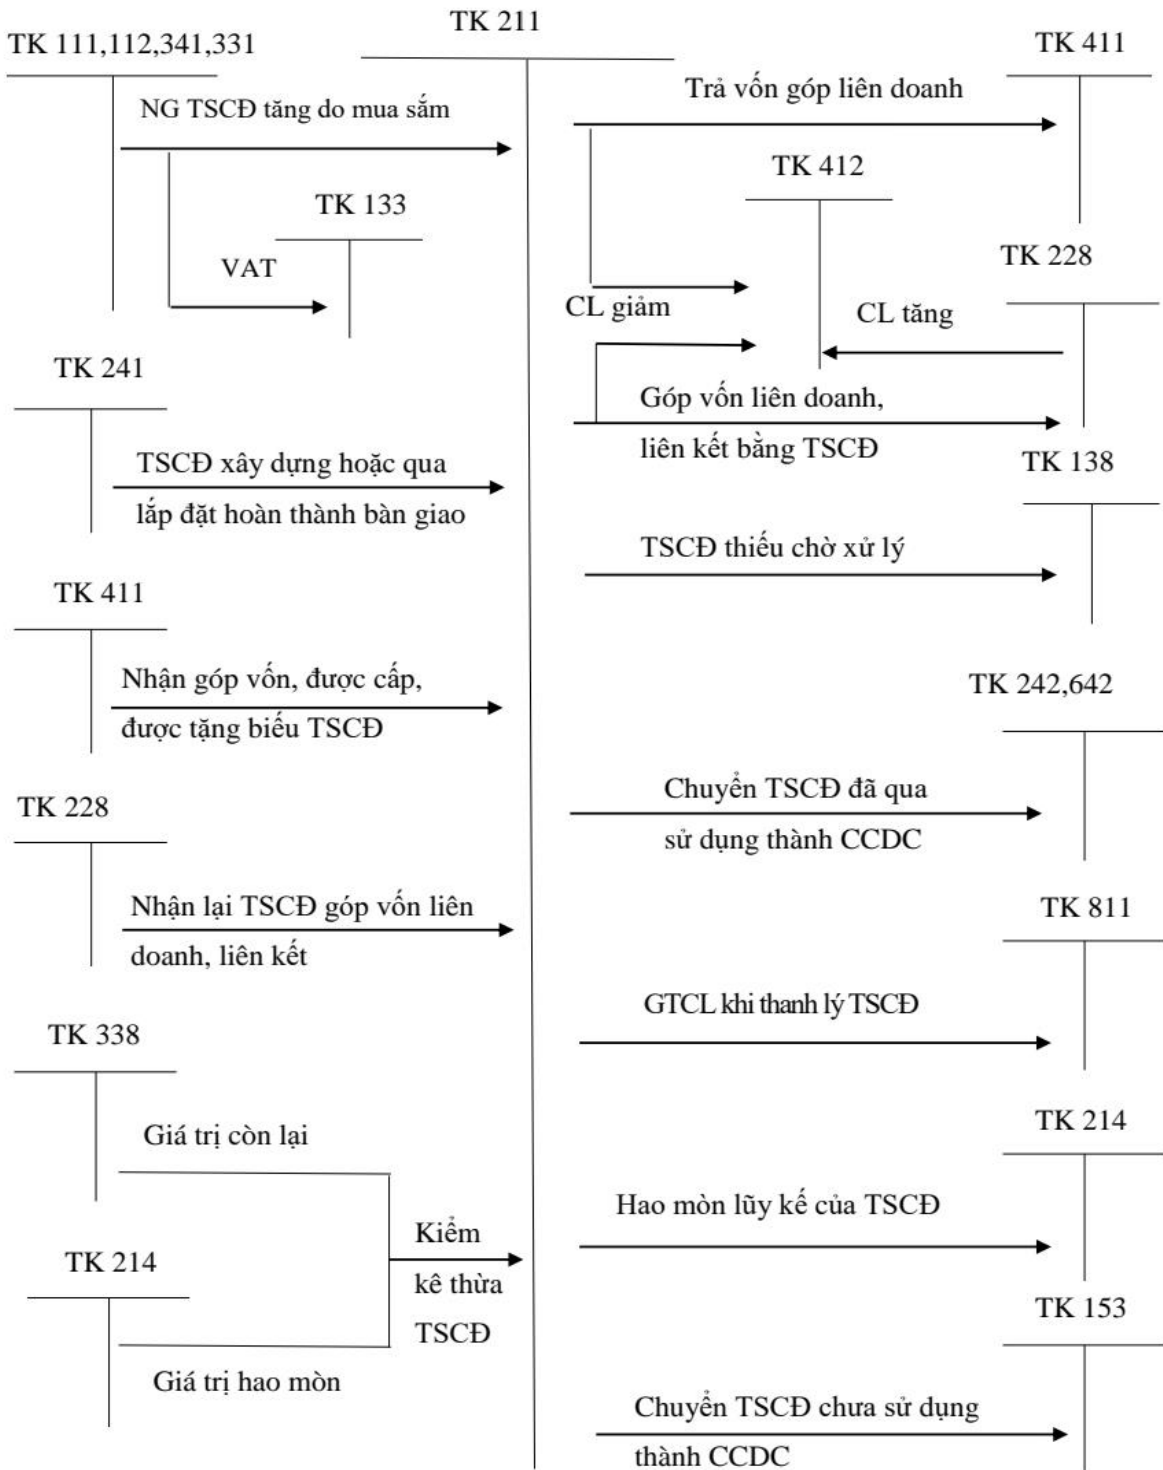 TK 111,112,341,331
NG TSCĐ tăng do mua sắm
TK 133
VAT
TK 241
TSCĐ xây dựng hoặc qua
lắp đặt hoàn thành bàn giao
TK 411
Nhận góp vốn, được cấp,
được tặng biếu TSCĐ
TK 228
Nhận lại TSCĐ góp vốn liên
doanh, liên kết
TK 338
Giá trị còn lại
TK 214
Giá trị hao mòn
Kiểm
kê thừa
TSCĐ
TK 211
Trả vốn góp liên doanh
TK 411
TK 412
CL giảm
CL tăng
TK 228
Góp vốn liên doanh,
liên kết bằng TSCĐ
TK 138
TSCĐ thiếu chờ xử lý
TK 242,642
Chuyển TSCĐ đã qua
sử dụng thành CCDC
TK 811
GTCL khi thanh lý TSCĐ
TK 214
Hao mòn lũy kế của TSCĐ
TK 153
Chuyển TSCĐ chưa sử dụng
thành CCDC